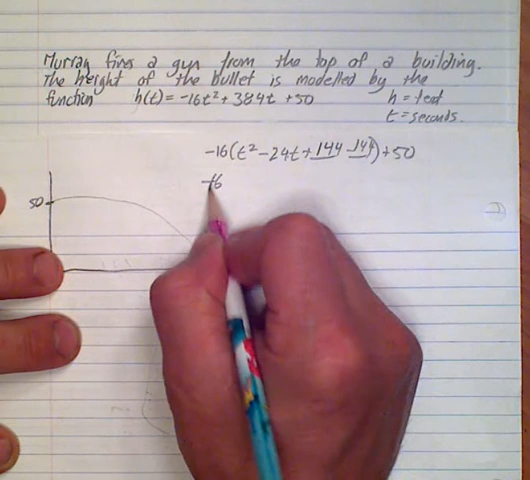 Murray fires a gun from the top of a building.
The height of the bullet is modelled by the
function h(t) = -16t² + 384t + 50 h = feet
t = seconds.
-16(t² - 24t + 144 - 144) + 50
-16
50